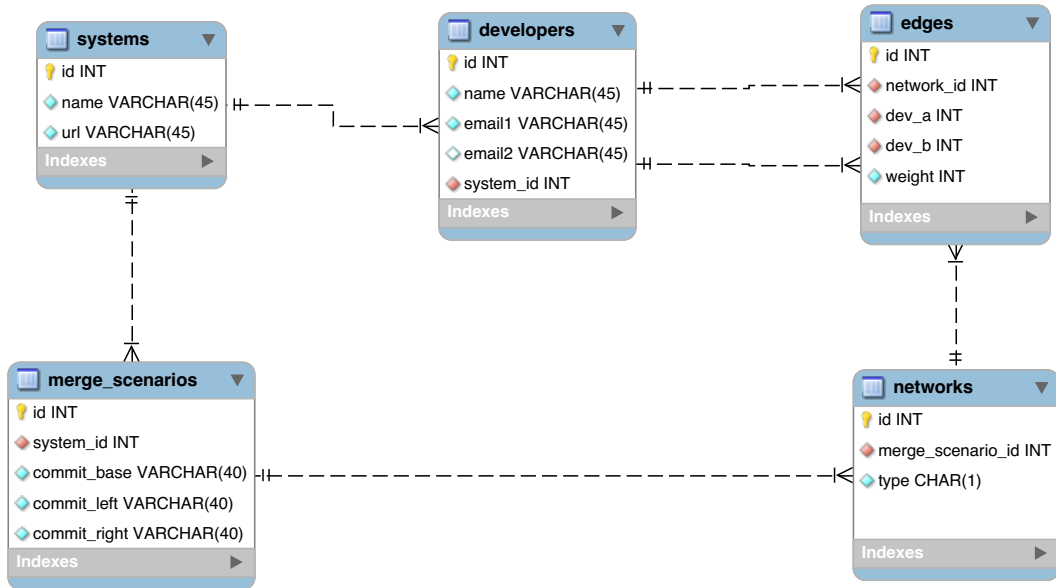 systems
id INT
name VARCHAR(45)
url VARCHAR(45)
Indexes
developers
id INT
name VARCHAR(45)
email1 VARCHAR(45)
email2 VARCHAR(45)
system_id INT
Indexes
edges
id INT
network_id INT
dev_a INT
dev_b INT
weight INT
Indexes
merge_scenarios
id INT
system_id INT
commit_base VARCHAR(40)
commit_left VARCHAR(40)
commit_right VARCHAR(40)
Indexes
networks
id INT
merge_scenario_id INT
type CHAR(1)
Indexes